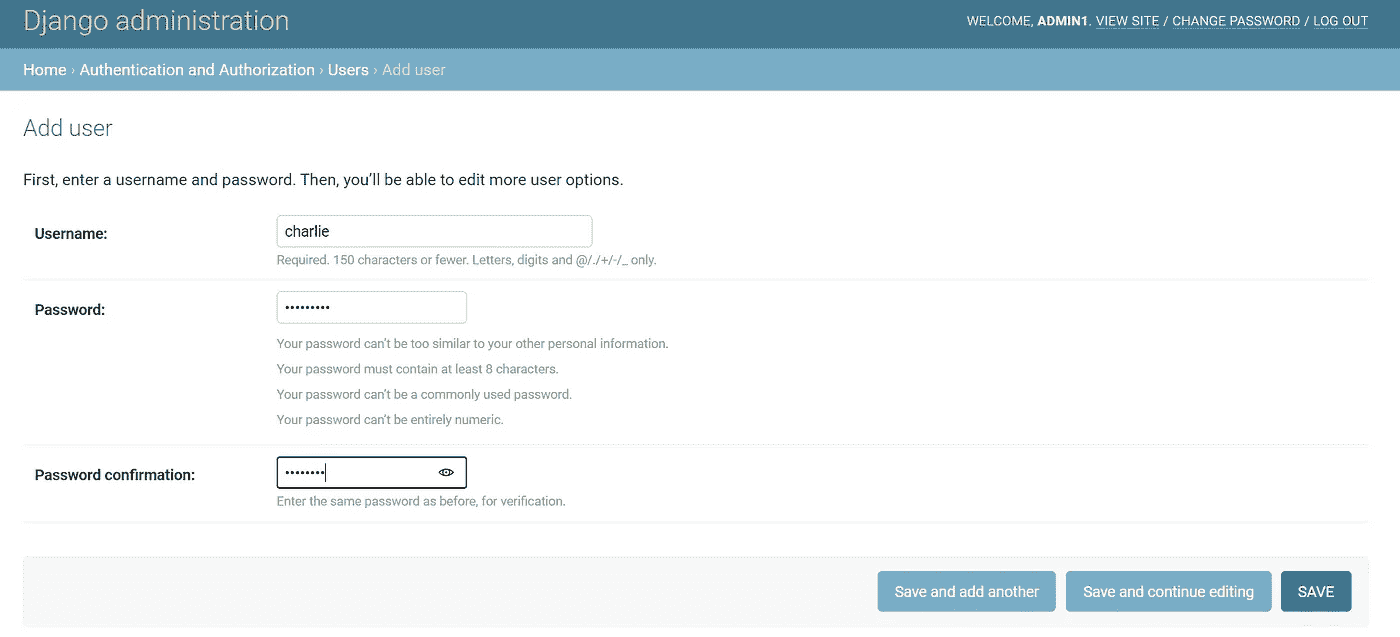 Django administration
WELCOME, ADMIN1. VIEW SITE / CHANGE PASSWORD / LOG OUT
Home › Authentication and Authorization › Users › Add user
Add user
First, enter a username and password. Then, you’ll be able to edit more user options.
Username:
charlie
Required. 150 characters or fewer. Letters, digits and @/./+/-/_ only.
Password:
•••••••••
Your password can’t be too similar to your other personal information.
Your password must contain at least 8 characters.
Your password can’t be a commonly used password.
Your password can’t be entirely numeric.
Password confirmation:
••••••••
Enter the same password as before, for verification.
Save and add another
Save and continue editing
SAVE